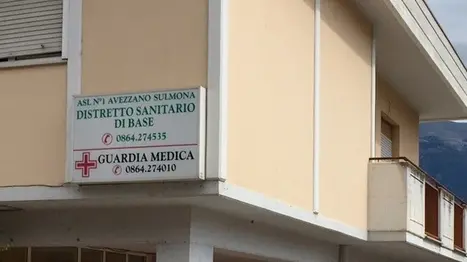 ASL N°1 AVEZZANO SULMONA
DISTRETTO SANITARIO
DI BASE
0864.274535
GUARDIA MEDICA
0864.274010